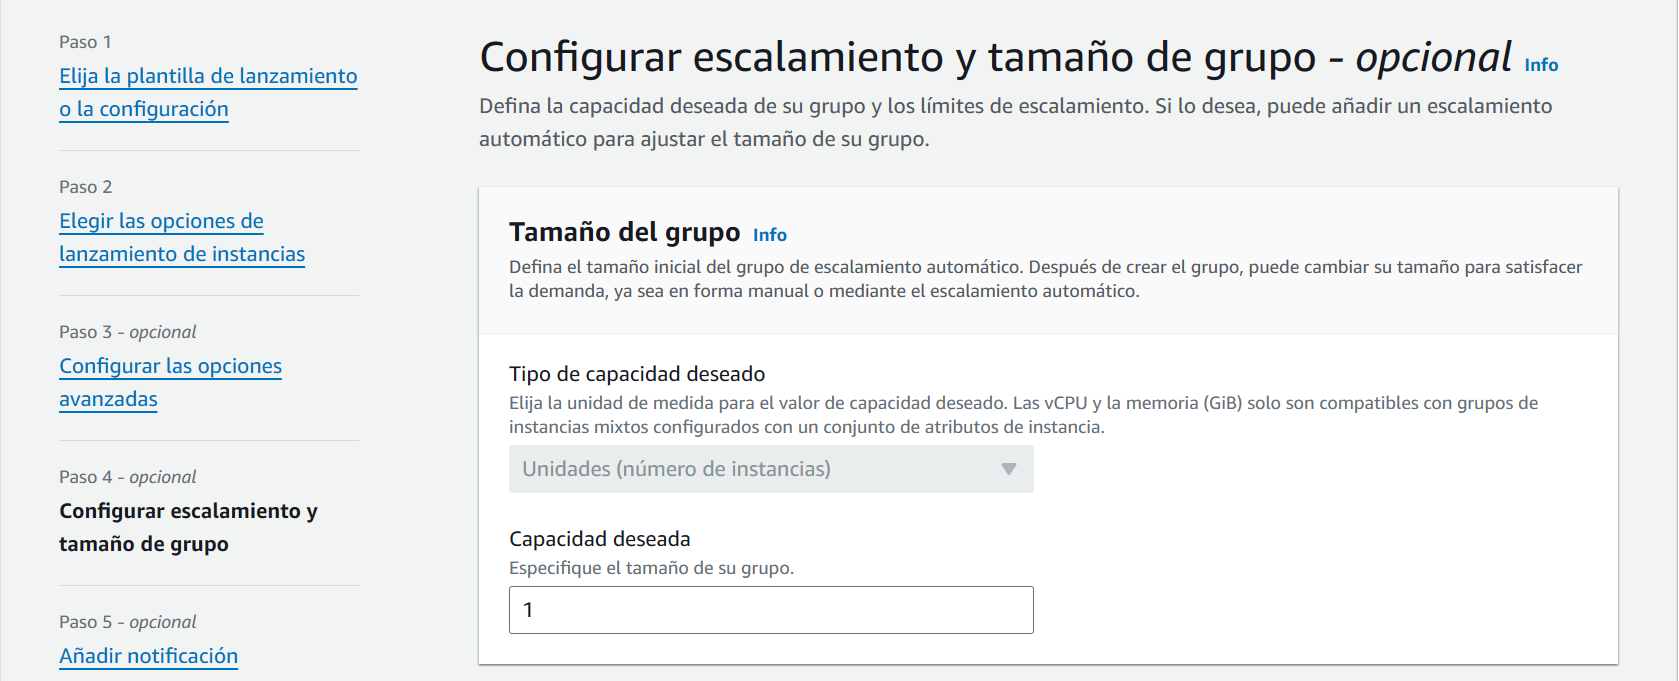 Paso 1
Elija la plantilla de lanzamiento
o la configuración
Paso 2
Elegir las opciones de
lanzamiento de instancias
Paso 3 - opcional
Configurar las opciones
avanzadas
Paso 4 - opcional
Configurar escalamiento y
tamaño de grupo
Paso 5 - opcional
Añadir notificación
Configurar escalamiento y tamaño de grupo - opcional Info
Defina la capacidad deseada de su grupo y los límites de escalamiento. Si lo desea, puede añadir un escalamiento
automático para ajustar el tamaño de su grupo.
Tamaño del grupo Info
Defina el tamaño inicial del grupo de escalamiento automático. Después de crear el grupo, puede cambiar su tamaño para satisfacer
la demanda, ya sea en forma manual o mediante el escalamiento automático.
Tipo de capacidad deseado
Elija la unidad de medida para el valor de capacidad deseado. Las vCPU y la memoria (GiB) solo son compatibles con grupos de
instancias mixtos configurados con un conjunto de atributos de instancia.
Unidades (número de instancias)
Capacidad deseada
Especifique el tamaño de su grupo.
1